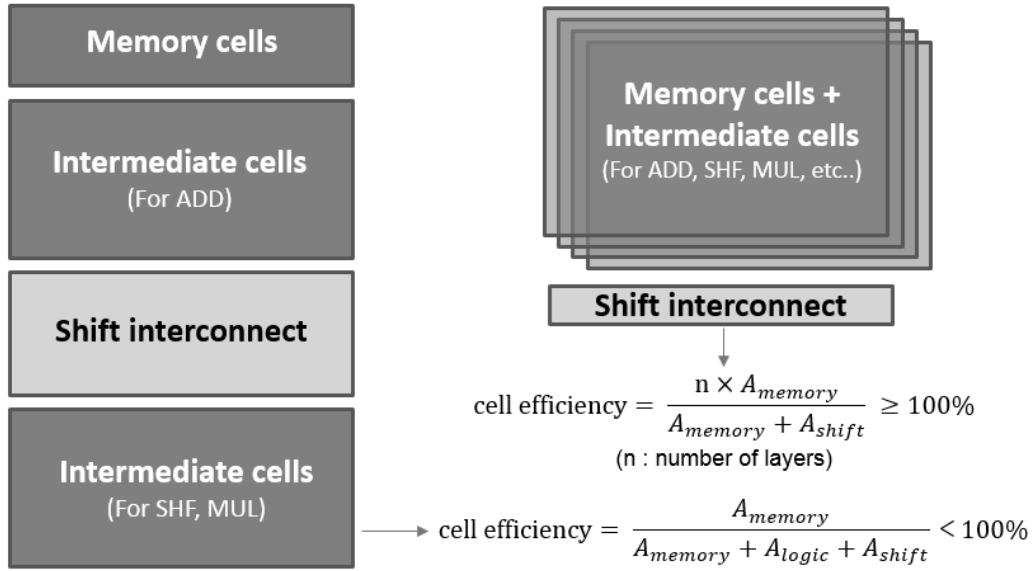 Memory cells
Intermediate cells
(For ADD)
Shift interconnect
Intermediate cells
(For SHF, MUL)
Memory cells +
Intermediate cells
(For ADD, SHF, MUL, etc..)
Shift interconnect
cell efficiency = n × A_memory / A_memory + A_shift ≥ 100%
(n : number of layers)
cell efficiency = A_memory / A_memory + A_logic + A_shift < 100%